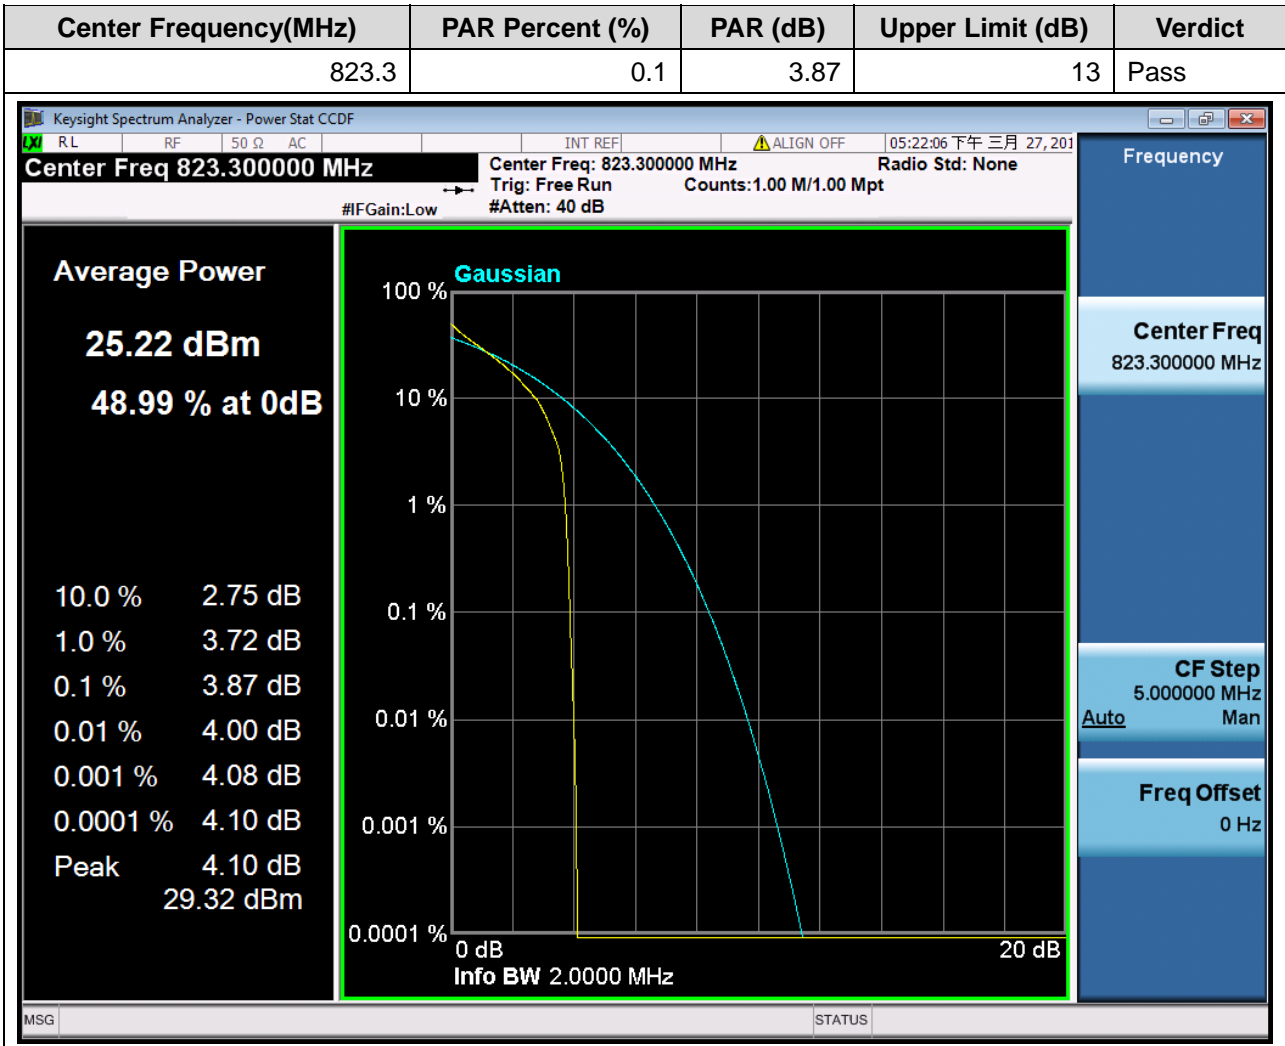 Center Frequency(MHz) PAR Percent (%) PAR (dB) Upper Limit (dB) Verdict
823.3 0.1 3.87 13 Pass
Keysight Spectrum Analyzer - Power Stat CCDF
LXI RL RF 50 Ω AC INT REF ALIGN OFF 05:22:06 下午 三月 27, 201
Center Freq 823.300000 MHz
Center Freq: 823.300000 MHz Radio Std: None
Trig: Free Run Counts:1.00 M/1.00 Mpt
#IFGain:Low #Atten: 40 dB
Average Power
25.22 dBm
48.99 % at 0dB
10.0 % 2.75 dB
1.0 % 3.72 dB
0.1 % 3.87 dB
0.01 % 4.00 dB
0.001 % 4.08 dB
0.0001 % 4.10 dB
Peak 4.10 dB
29.32 dBm
Gaussian
100 %
10 %
1 %
0.1 %
0.01 %
0.001 %
0.0001 %
0 dB 20 dB
Info BW 2.0000 MHz
Frequency
Center Freq
823.300000 MHz
CF Step
5.000000 MHz
Auto Man
Freq Offset
0 Hz
MSG STATUS